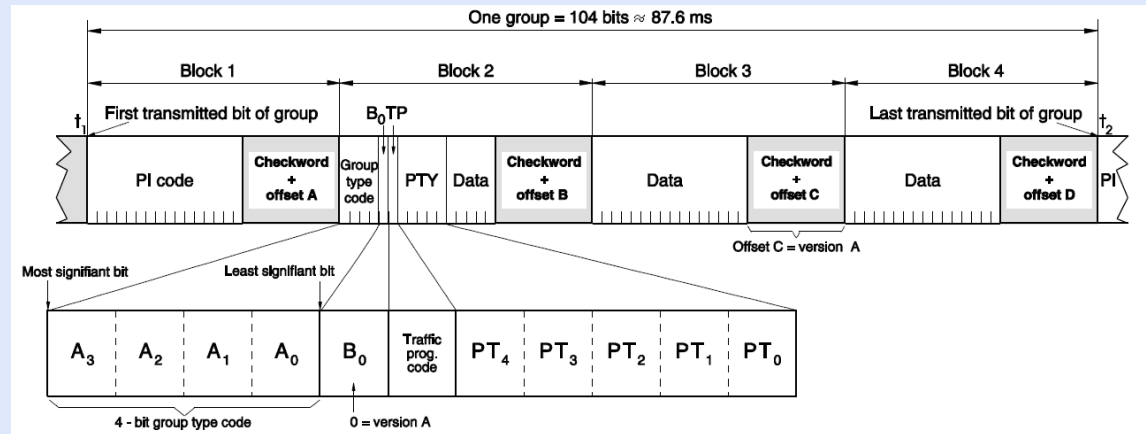 One group = 104 bits ≈ 87.6 ms
Block 1
Block 2
Block 3
Block 4
t1
First transmitted bit of group
B0
TP
Last transmitted bit of group
t2
PI code
Checkword
+
offset A
Group
type
code
PTY
Data
Checkword
+
offset B
Data
Checkword
+
offset C
Data
Checkword
+
offset D
PI
Offset C = version A
Most signifiant bit
Least signifiant bit
A3
A2
A1
A0
B0
Traffic
prog.
code
PT4
PT3
PT2
PT1
PT0
4 - bit group type code
0 = version A